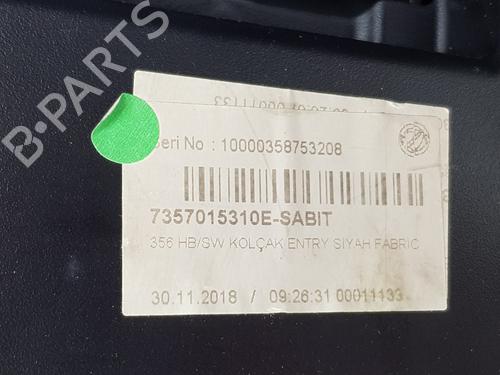 B-PARTS
Seri No : 10000358753208
7357015310E-SABIT
356 HB/SW KOLÇAK ENTRY SIYAH FABRIC
30.11.2018 / 09:26:31 00011133